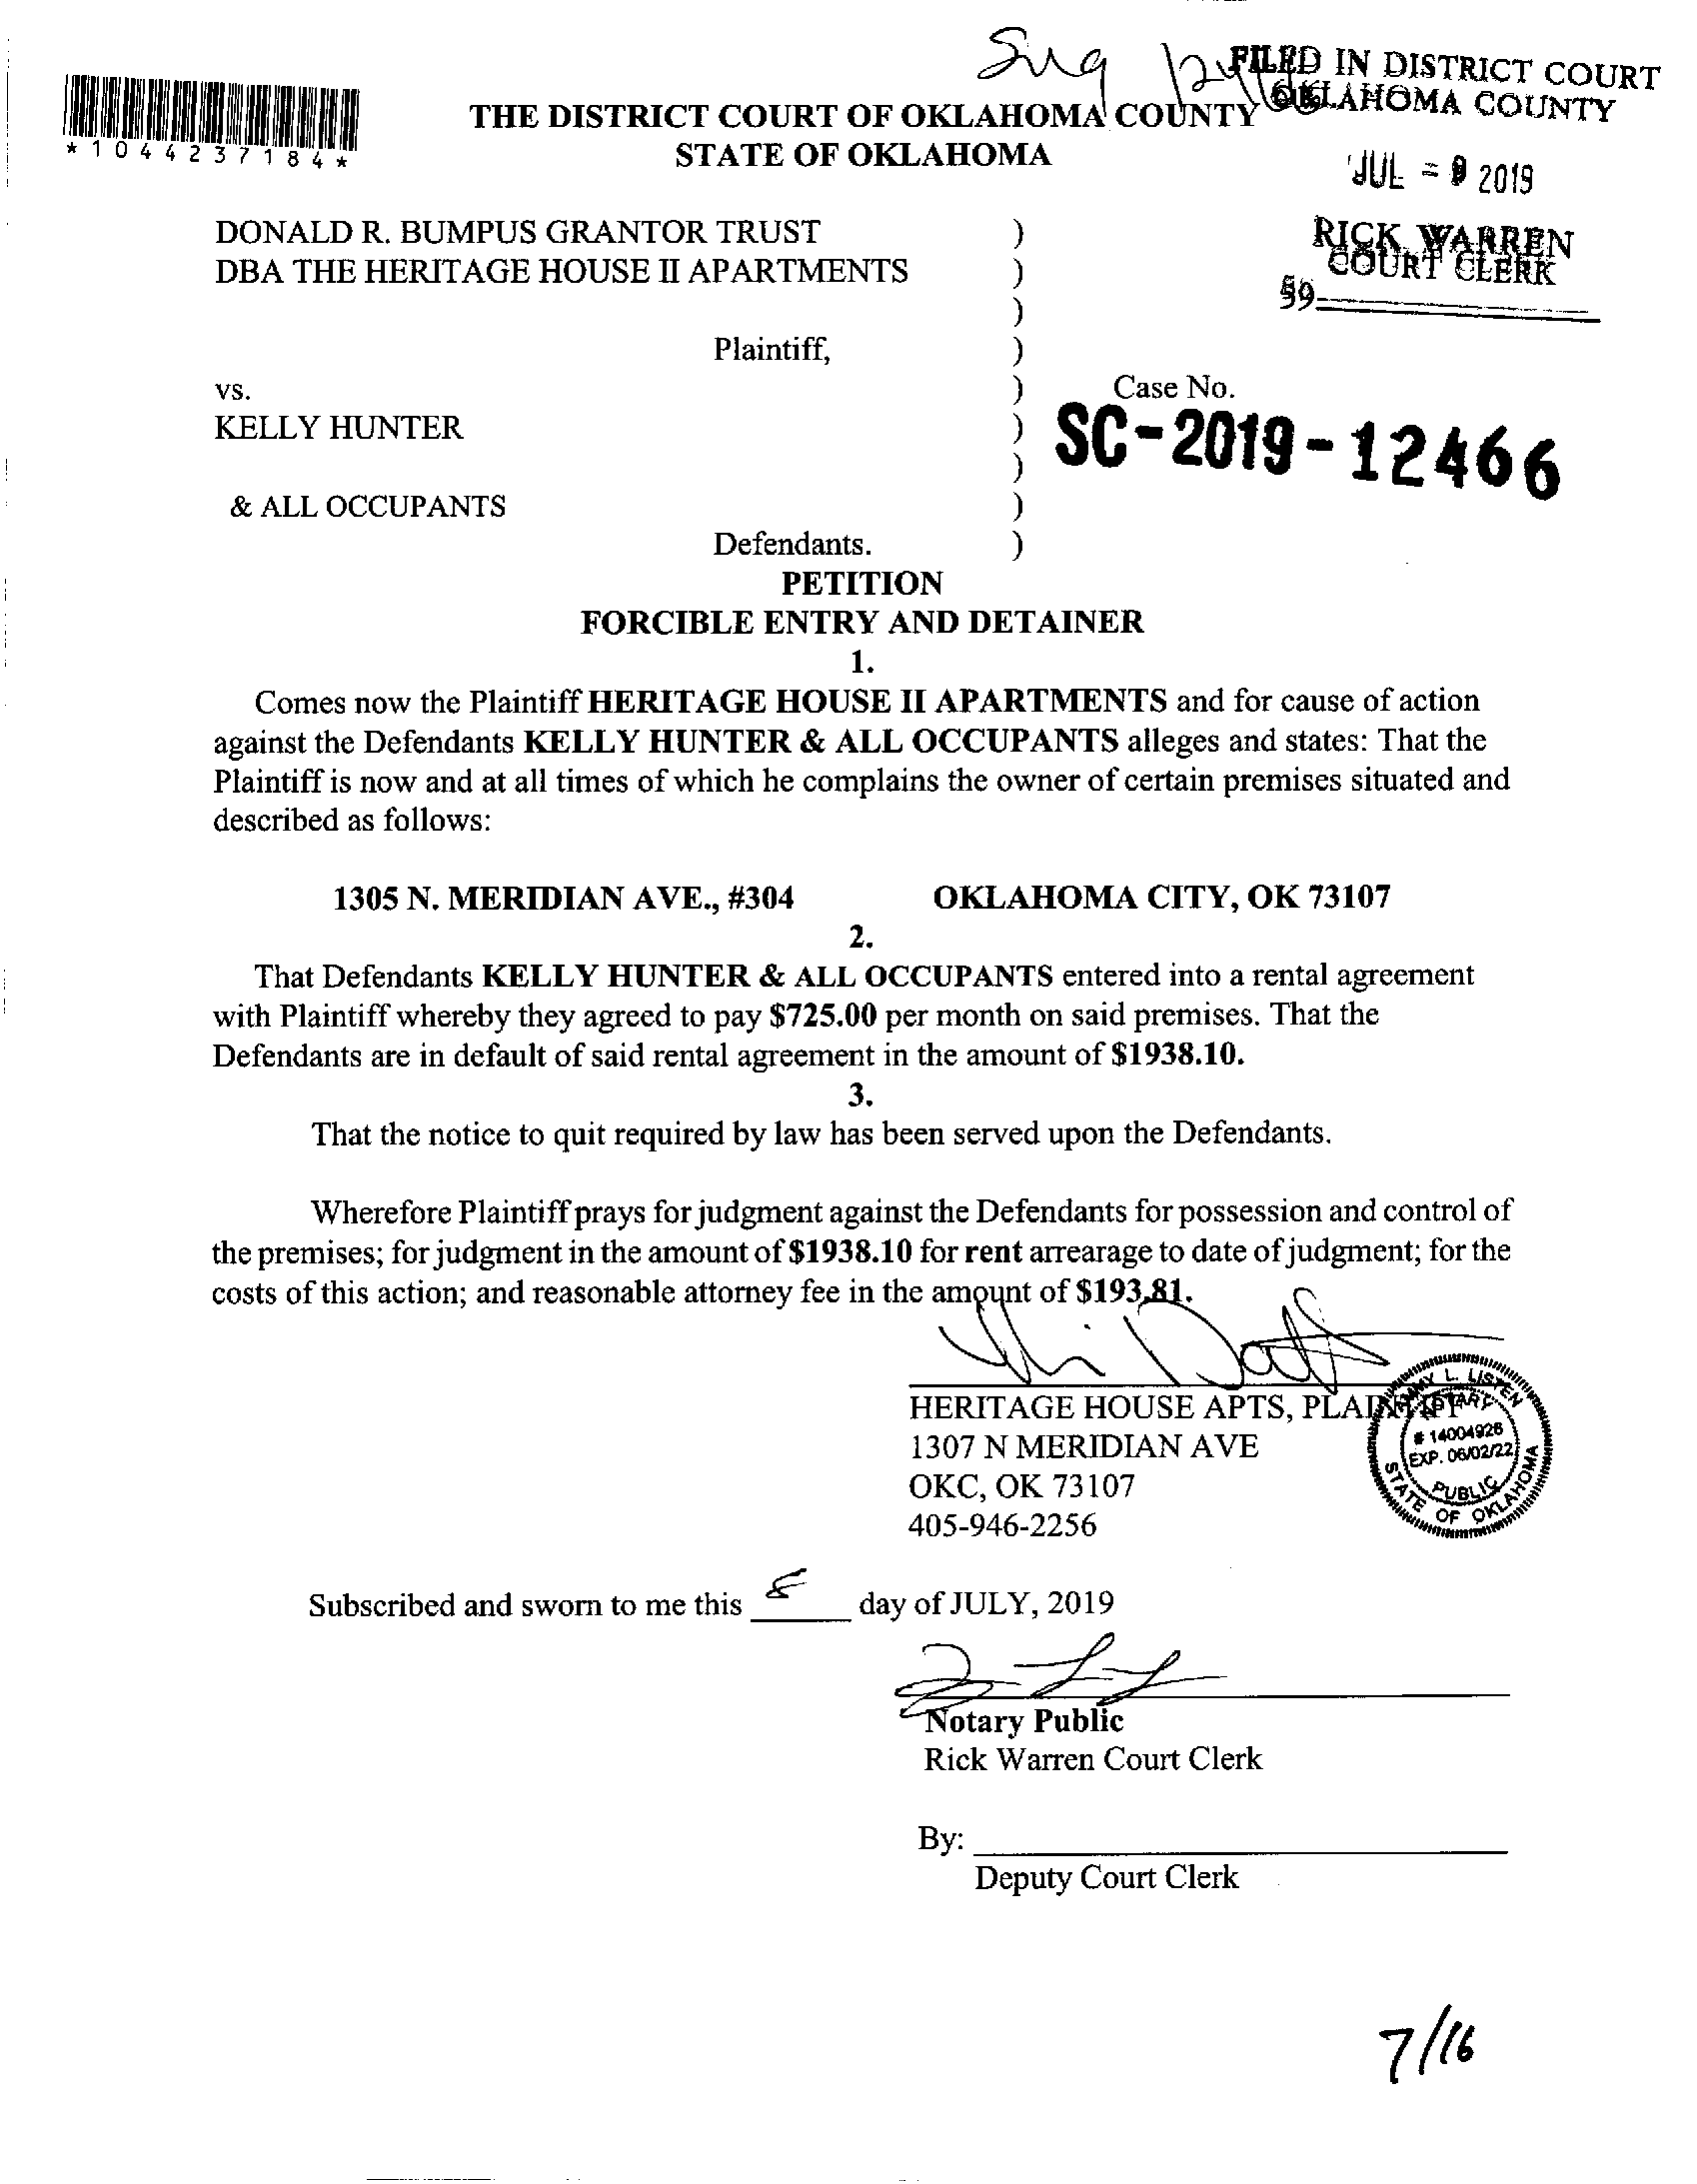 FILED IN DISTRICT COURT
OKLAHOMA COUNTY
*1044237184*
THE DISTRICT COURT OF OKLAHOMA COUNTY
STATE OF OKLAHOMA
JUL - 9 2019
RICK WARREN
COURT CLERK
DONALD R. BUMPUS GRANTOR TRUST )
DBA THE HERITAGE HOUSE II APARTMENTS )
)
59
Plaintiff, )
vs. ) Case No.
KELLY HUNTER ) SC-2019-12466
)
& ALL OCCUPANTS )
Defendants. )
PETITION
FORCIBLE ENTRY AND DETAINER
1.
Comes now the Plaintiff HERITAGE HOUSE II APARTMENTS and for cause of action
against the Defendants KELLY HUNTER & ALL OCCUPANTS alleges and states: That the
Plaintiff is now and at all times of which he complains the owner of certain premises situated and
described as follows:
1305 N. MERIDIAN AVE., #304 OKLAHOMA CITY, OK 73107
2.
That Defendants KELLY HUNTER & ALL OCCUPANTS entered into a rental agreement
with Plaintiff whereby they agreed to pay $725.00 per month on said premises. That the
Defendants are in default of said rental agreement in the amount of $1938.10.
3.
That the notice to quit required by law has been served upon the Defendants.
Wherefore Plaintiff prays for judgment against the Defendants for possession and control of
the premises; for judgment in the amount of $1938.10 for rent arrearage to date of judgment; for the
costs of this action; and reasonable attorney fee in the amount of $193.81.
HERITAGE HOUSE APTS, PLAINTIFF
1307 N MERIDIAN AVE
OKC, OK 73107
405-946-2256
L. LISTEN
NOTARY
# 14004926
EXP. 06/02/22
PUBLIC
STATE OF OKLAHOMA
Subscribed and sworn to me this 8 day of JULY, 2019
Notary Public
Rick Warren Court Clerk
By:
Deputy Court Clerk
7/16